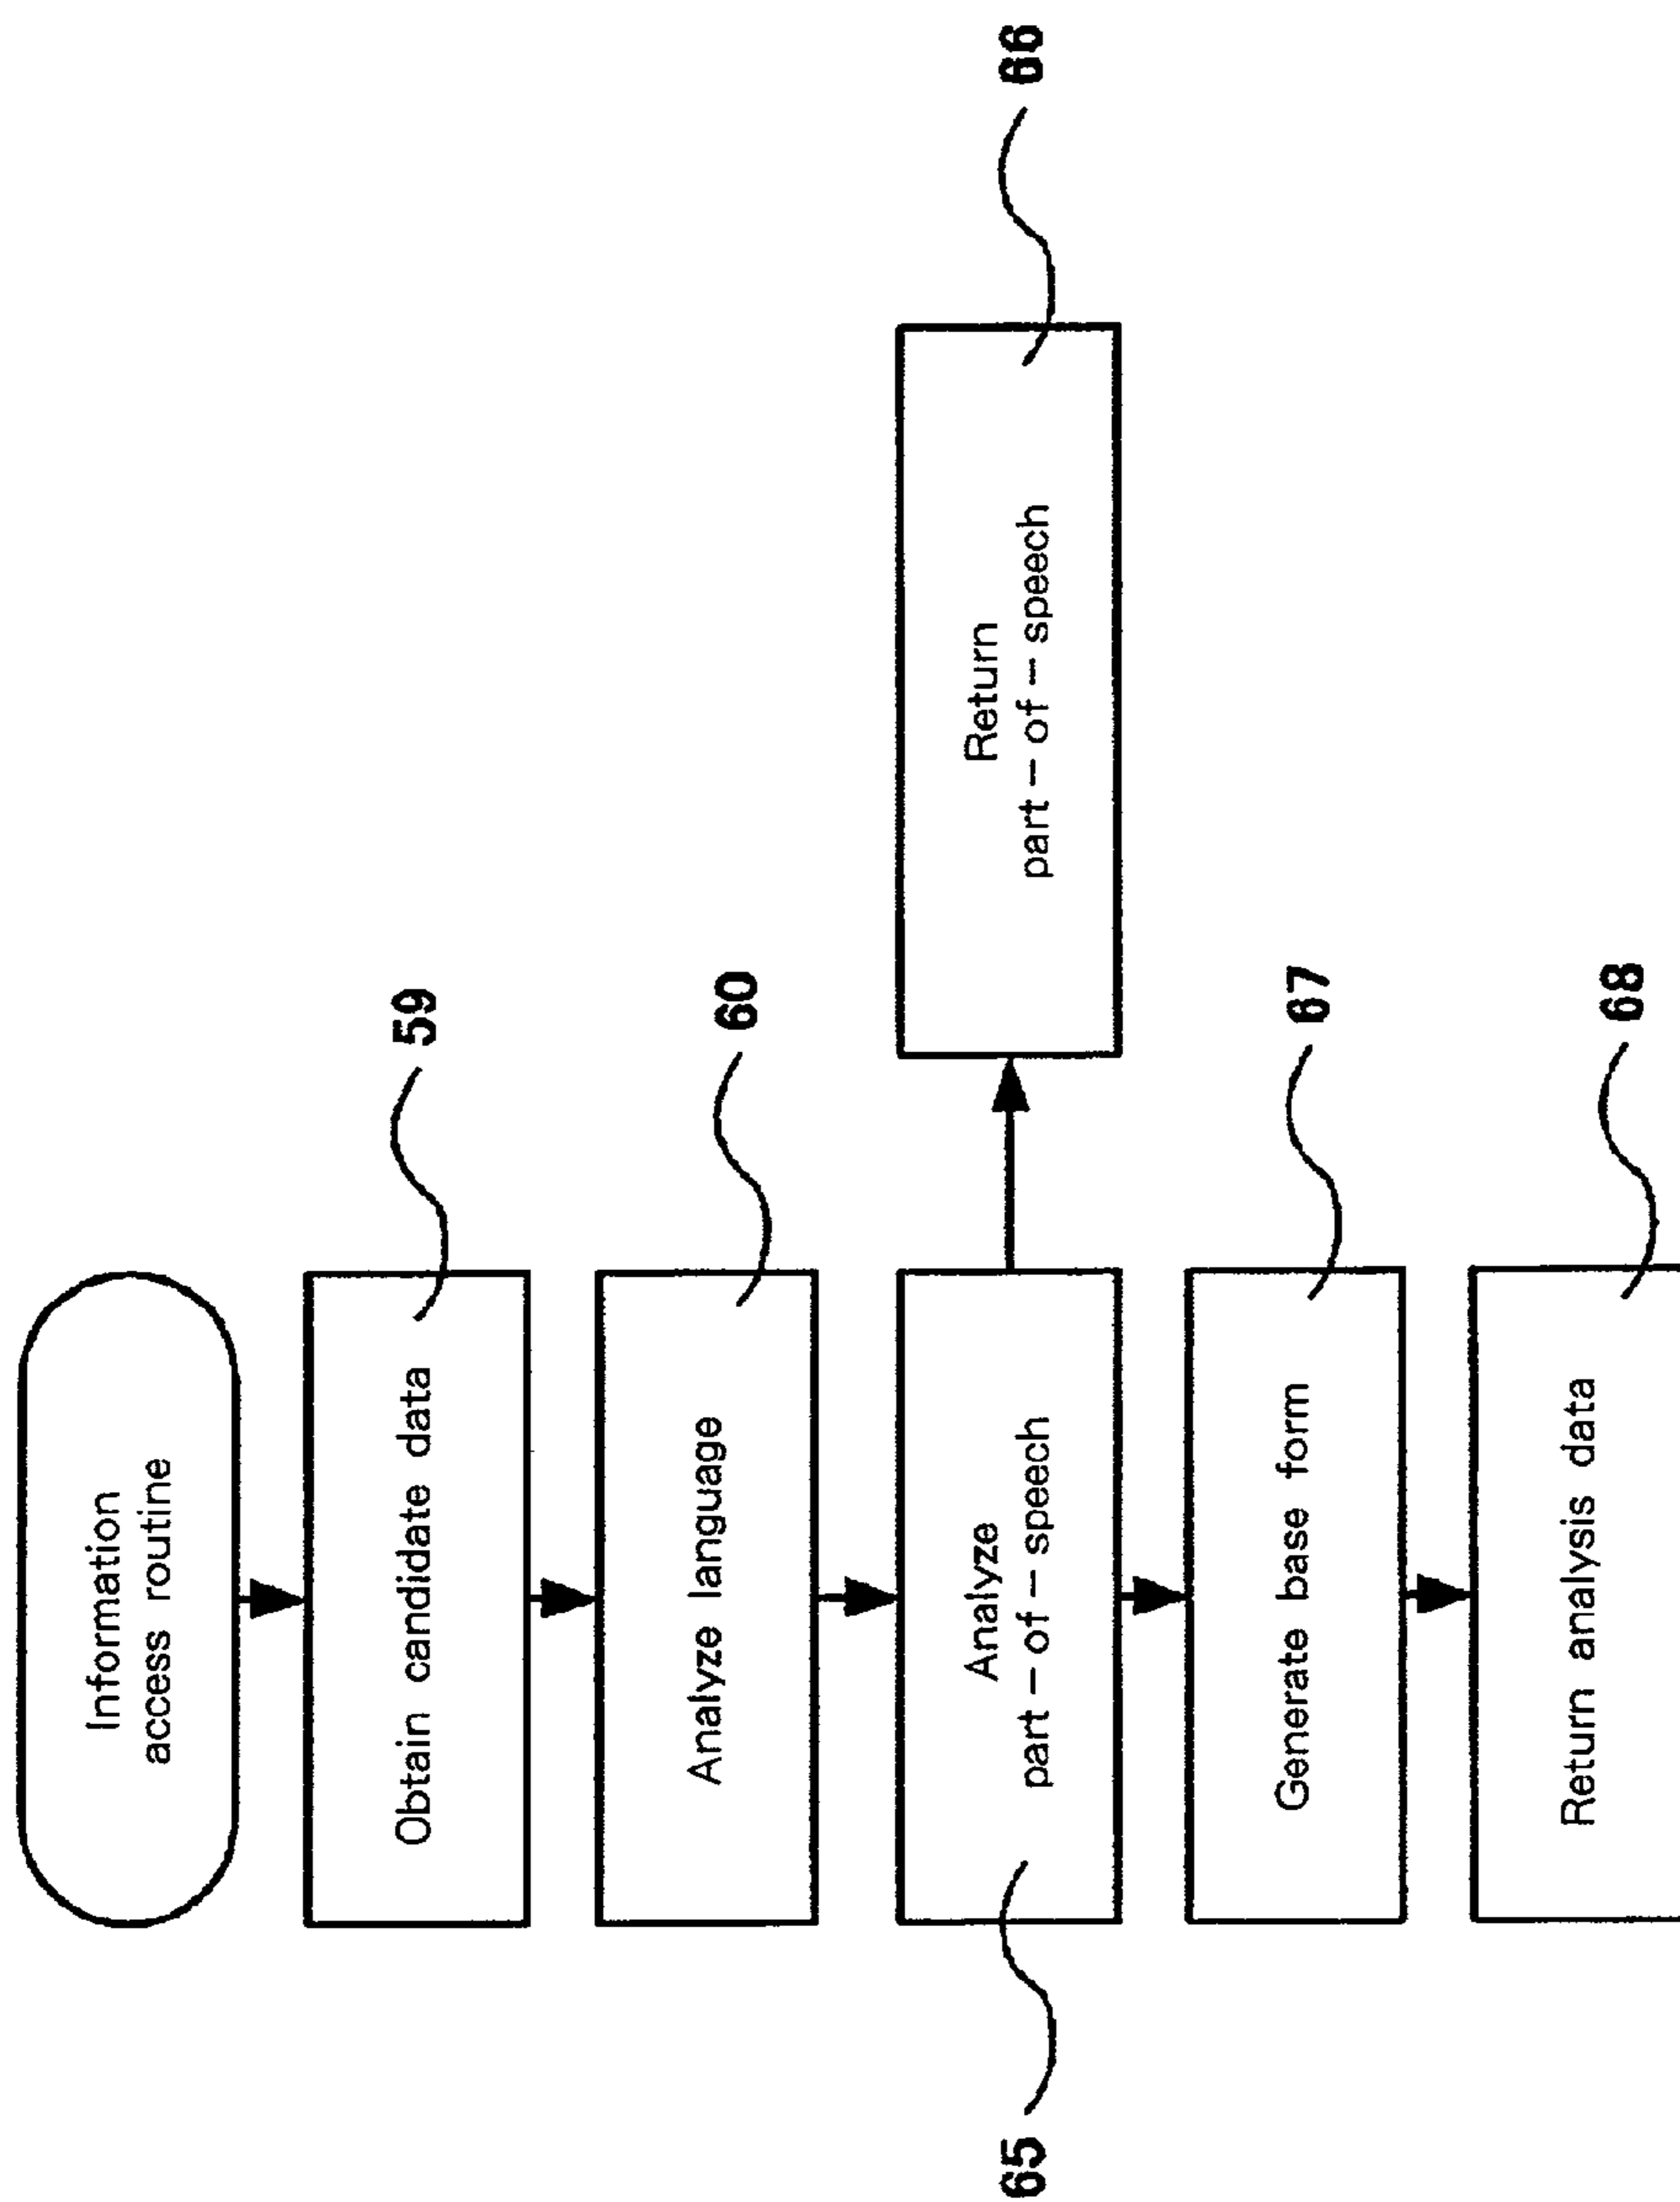 Information
access routine
Obtain candidate data
59
Analyze language
60
Analyze
part-of-speech
65
Return
part-of-speech
66
Generate base form
67
Return analysis data
68